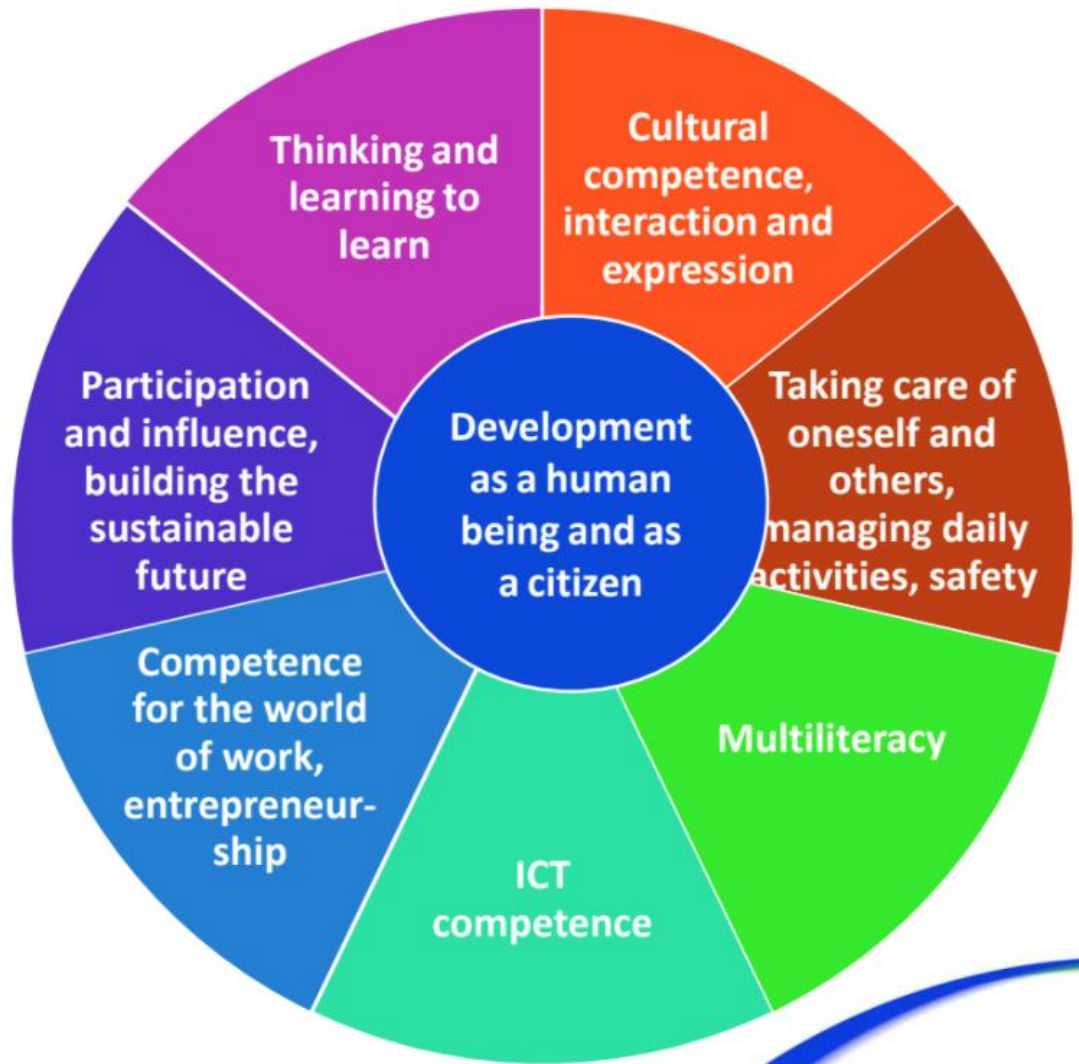 Thinking and
learning to
learn
Cultural
competence,
interaction and
expression
Taking care of
oneself and
others,
managing daily
activities, safety
Multiliteracy
ICT
competence
Competence
for the world
of work,
entrepreneur-
ship
Participation
and influence,
building the
sustainable
future
Development
as a human
being and as
a citizen